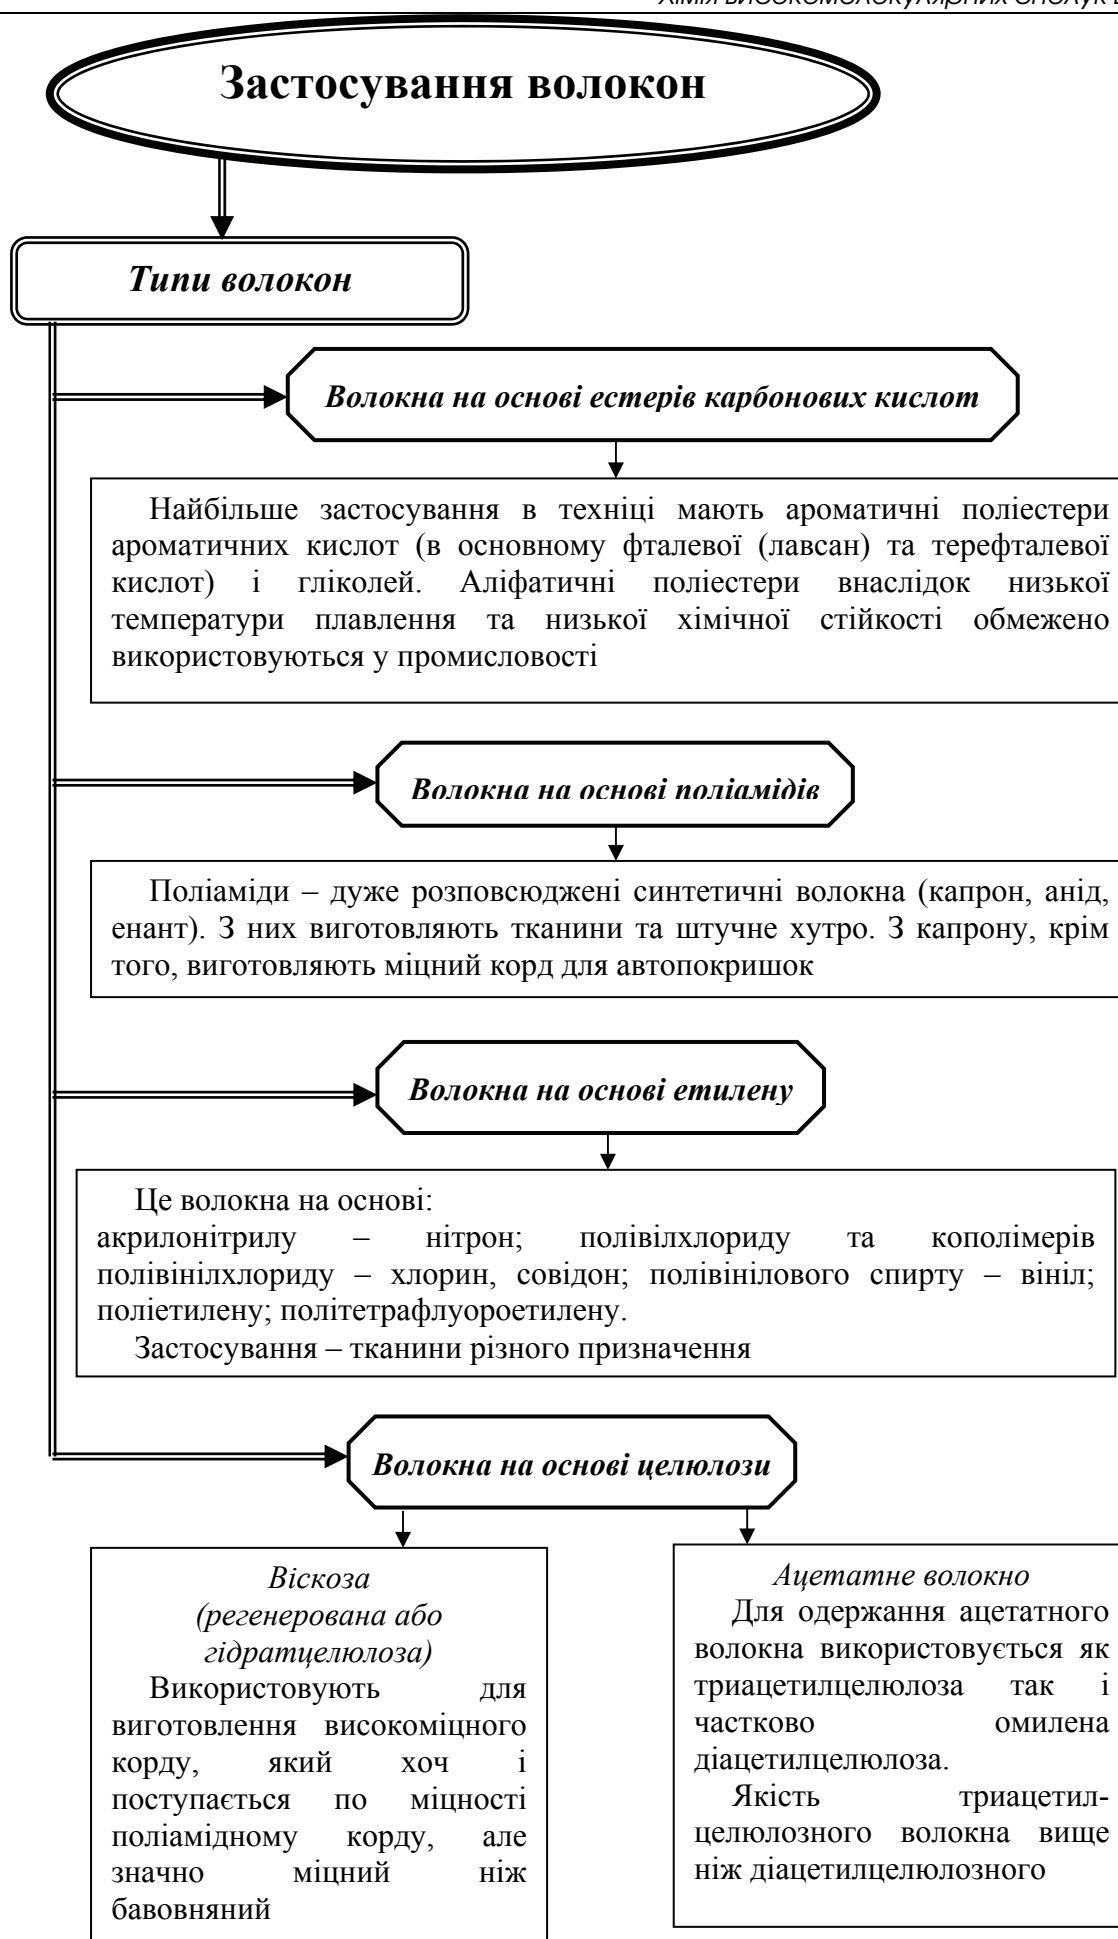 Застосування волокон
Типи волокон
Волокна на основі естерів карбонових кислот
Найбільше застосування в техніці мають ароматичні поліестери
ароматичних кислот (в основному фталевої (лавсан) та терефталевої
кислот) і гліколей. Аліфатичні поліестери внаслідок низької
температури плавлення та низької хімічної стійкості обмежено
використовуються у промисловості
Волокна на основі поліамідів
Поліаміди – дуже розповсюджені синтетичні волокна (капрон, анід,
енант). З них виготовляють тканини та штучне хутро. З капрону, крім
того, виготовляють міцний корд для автопокришок
Волокна на основі етилену
Це волокна на основі:
акрилонітрилу – нітрон; полівілхлориду та кополімерів
полівінілхлориду – хлорин, совідон; полівінілового спирту – вініл;
поліетилену; політетрафлуороетилену.
Застосування – тканини різного призначення
Волокна на основі целюлози
Віскоза
(регенерована або
гідратцелюлоза)
Використовують для
виготовлення високоміцного
корду, який хоч і
поступається по міцності
поліамідному корду, але
значно міцний ніж
бавовняний
Ацетатне волокно
Для одержання ацетатного
волокна використовується як
триацетилцелюлоза так і
частково омилена
діацетилцелюлоза.
Якість триацетил-
целюлозного волокна вище
ніж діацетилцелюлозного